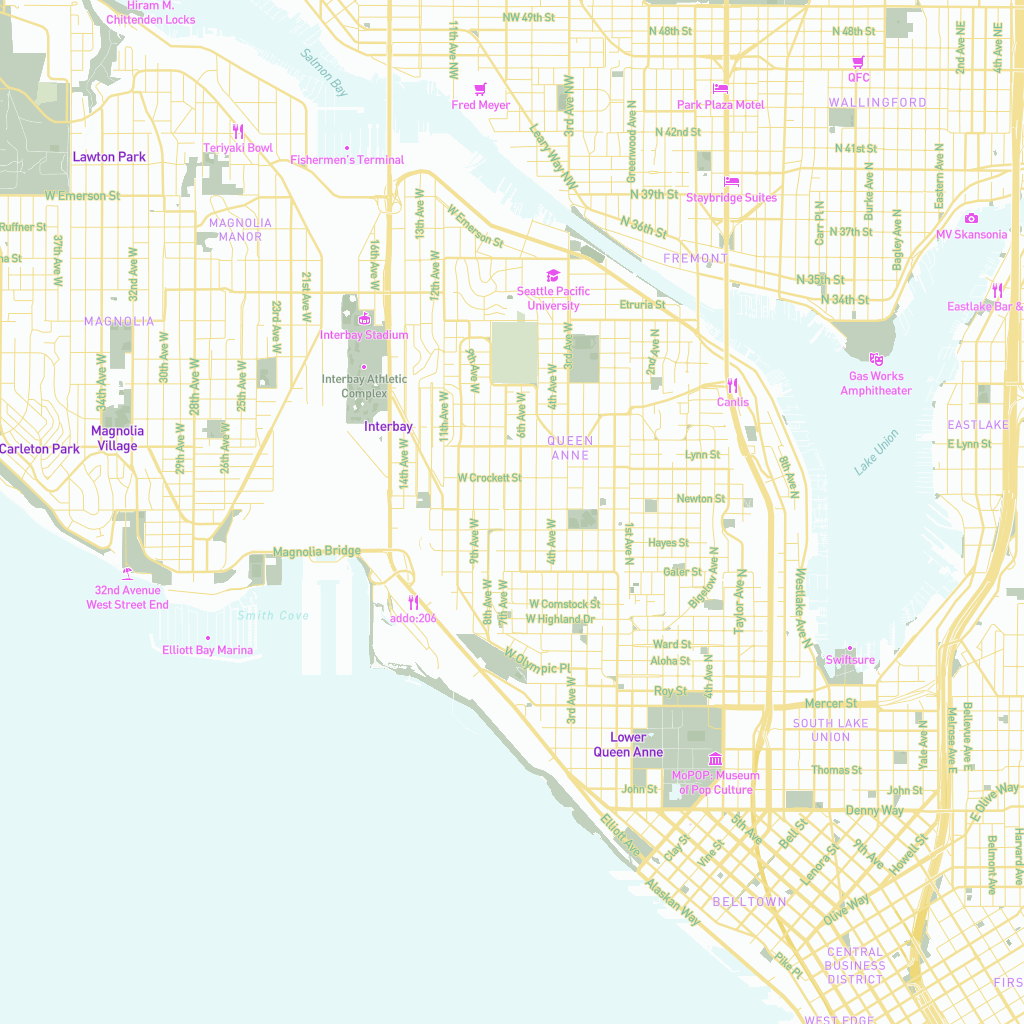 Hiram M.
Chittenden Locks
NW 49th St
11th Ave NW
N 48th St
N 48th St
2nd Ave NE
4th Ave NE
Salmon Bay
Fred Meyer
3rd Ave NW
Park Plaza Motel
QFC
WALLINGFORD
Teriyaki Bowl
Lawton Park
Fishermen's Terminal
Leary Way NW
Greenwood Ave N
N 42nd St
N 41st St
W Emerson St
N 39th St
Staybridge Suites
Burke Ave N
Eastern Ave N
Ruffner St
MAGNOLIA
MANOR
13th Ave W
W Emerson St
N 36th St
Carr Pl N
N 37th St
Bagley Ave N
MV Skansonia
37th Ave W
32nd Ave W
16th Ave W
12th Ave W
FREMONT
N 35th St
N 34th St
Seattle Pacific
University
Etruria St
Eastlake Bar &
21st Ave W
23rd Ave W
MAGNOLIA
Interbay Stadium
30th Ave W
34th Ave W
28th Ave W
25th Ave W
Interbay Athletic
Complex
9th Ave W
3rd Ave W
2nd Ave N
4th Ave W
6th Ave W
11th Ave W
Gas Works
Amphitheater
Canlis
Magnolia
Village
Carleton Park
29th Ave W
26th Ave W
Interbay
14th Ave W
QUEEN
ANNE
Lynn St
8th Ave N
Lake Union
EASTLAKE
E Lynn St
W Crockett St
Newton St
Magnolia Bridge
9th Ave W
4th Ave W
1st Ave N
Hayes St
Galer St
Bigelow Ave N
Taylor Ave N
Westlake Ave N
32nd Avenue
West Street End
Smith Cove
addo:206
8th Ave W
7th Ave W
W Comstock St
W Highland Dr
Elliott Bay Marina
W Olympic Pl
Ward St
Aloha St
4th Ave N
Swiftsure
3rd Ave W
Roy St
Mercer St
SOUTH LAKE
UNION
Yale Ave N
Melrose Ave E
Bellevue Ave E
Lower
Queen Anne
MoPOP: Museum
of Pop Culture
Thomas St
John St
John St
Denny Way
E Olive Way
Elliott Ave
Clay St
Vine St
5th Ave
Bell St
Lenora St
9th Ave
Howell St
Belmont Ave
Harvard Ave
Alaskan Way
BELLTOWN
Olive Way
Pike Pl
CENTRAL
BUSINESS
DISTRICT
FIRS
WEST EDGE